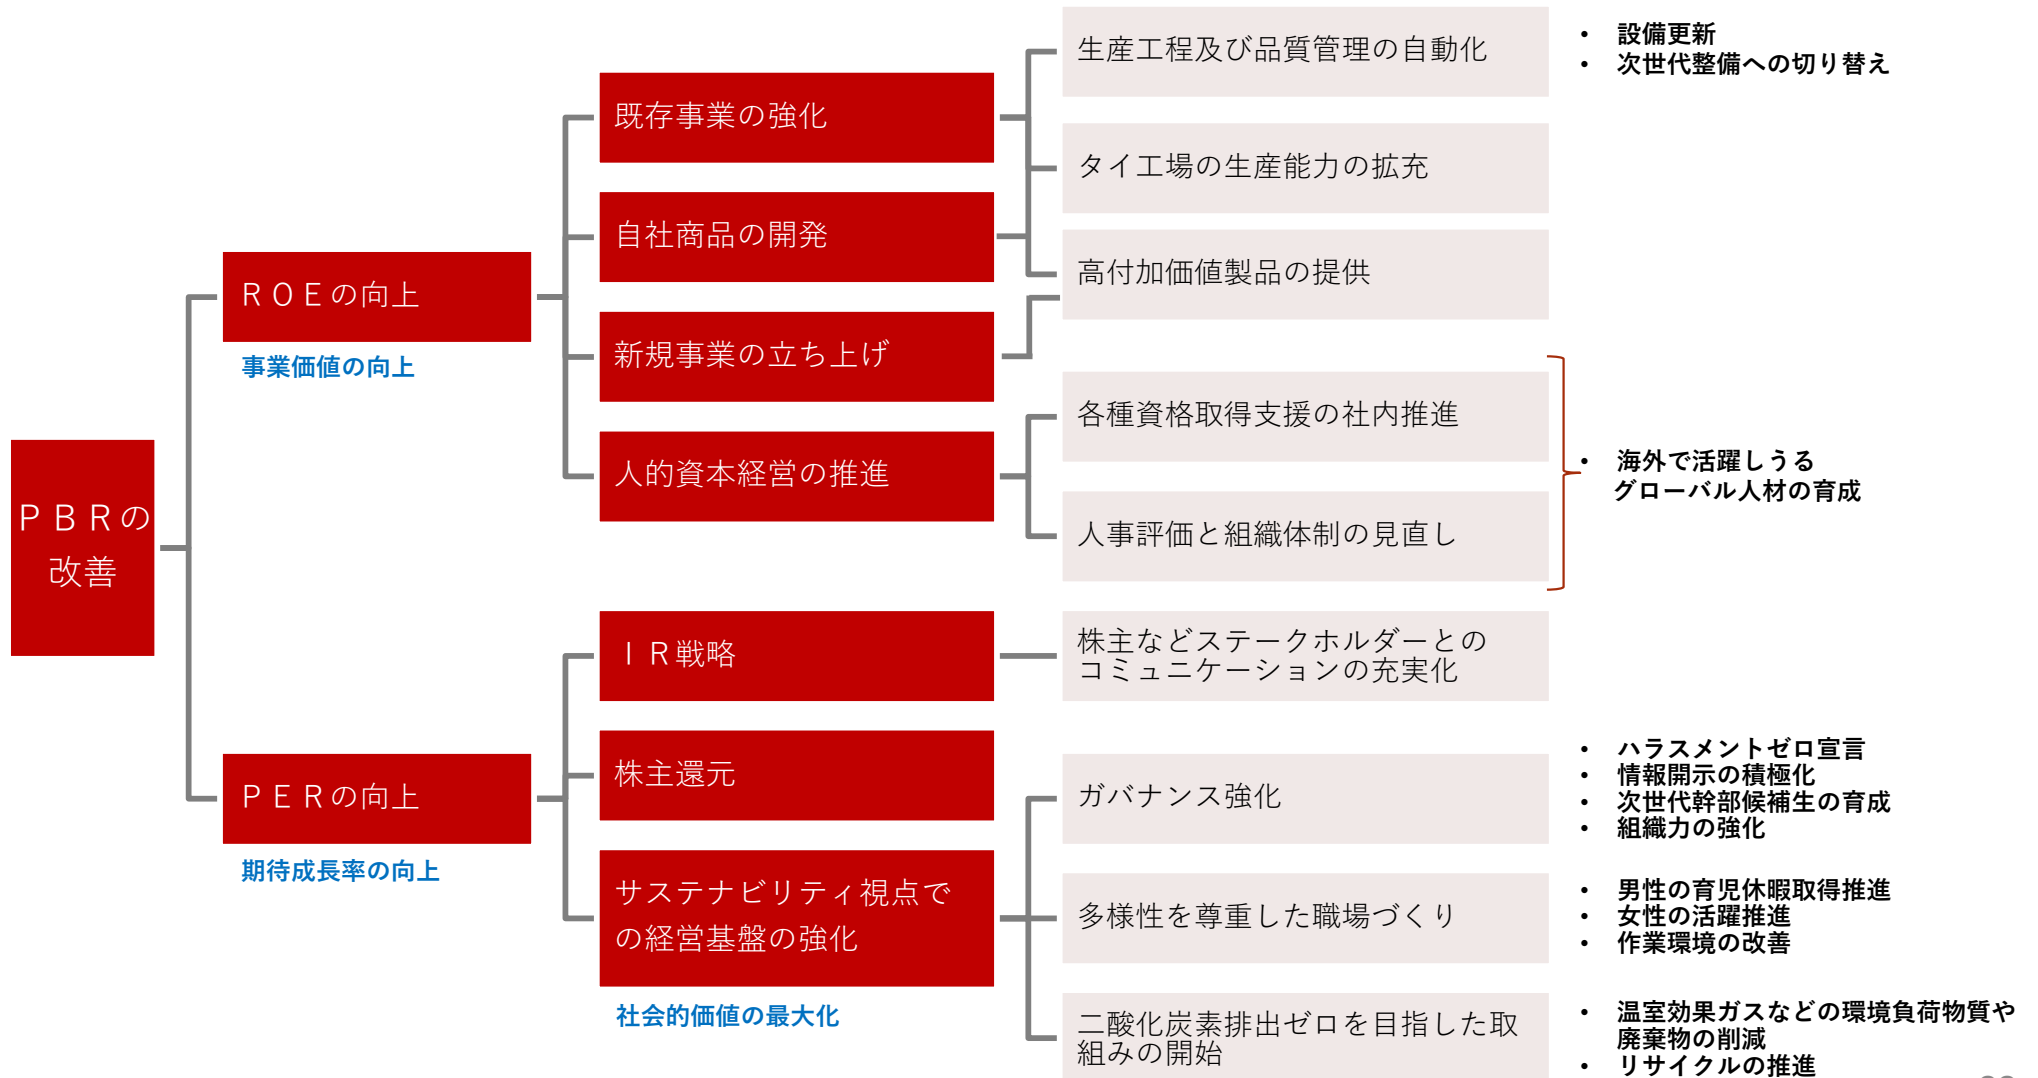 ＰＢＲの
改善
ＲＯＥの向上
事業価値の向上
既存事業の強化
自社商品の開発
新規事業の立ち上げ
人的資本経営の推進
生産工程及び品質管理の自動化
• 設備更新
• 次世代整備への切り替え
タイ工場の生産能力の拡充
高付加価値製品の提供
各種資格取得支援の社内推進
人事評価と組織体制の見直し
• 海外で活躍しうる
グローバル人材の育成
ＰＥＲの向上
期待成長率の向上
ＩＲ戦略
株主還元
サステナビリティ視点で
の経営基盤の強化
社会的価値の最大化
株主などステークホルダーとの
コミュニケーションの充実化
ガバナンス強化
• ハラスメントゼロ宣言
• 情報開示の積極化
• 次世代幹部候補生の育成
• 組織力の強化
多様性を尊重した職場づくり
• 男性の育児休暇取得推進
• 女性の活躍推進
• 作業環境の改善
二酸化炭素排出ゼロを目指した取
組みの開始
• 温室効果ガスなどの環境負荷物質や
廃棄物の削減
• リサイクルの推進